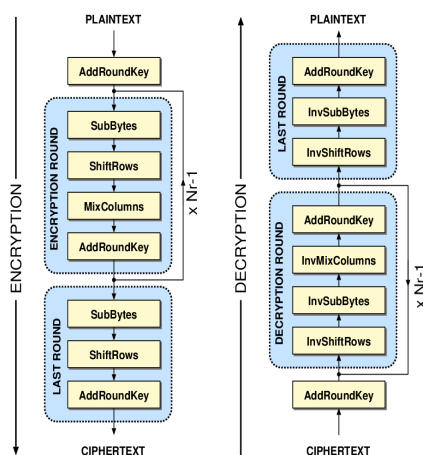 PLAINTEXT
AddRoundKey
ENCRYPTION ROUND
SubBytes
ShiftRows
MixColumns
AddRoundKey
x Nr-1
ENCRYPTION
LAST ROUND
SubBytes
ShiftRows
AddRoundKey
CIPHERTEXT
PLAINTEXT
LAST ROUND
AddRoundKey
InvSubBytes
InvShiftRows
DECRYPTION
DECRYPTION ROUND
AddRoundKey
InvMixColumns
InvSubBytes
InvShiftRows
x Nr-1
AddRoundKey
CIPHERTEXT